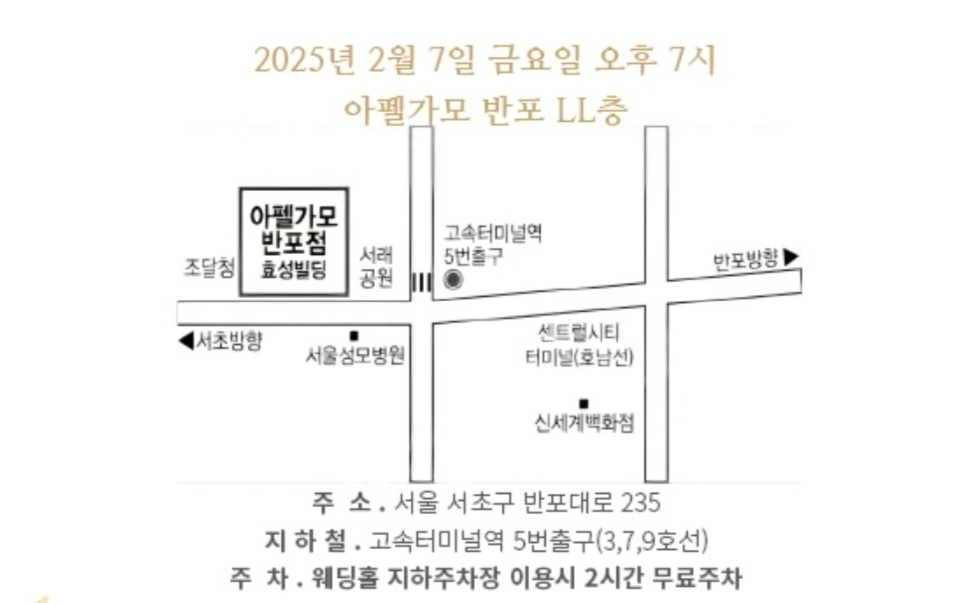 2025년 2월 7일 금요일 오후 7시
아펠가모 반포 LL층
아펠가모
반포점
효성빌딩
조달청
서래
공원
고속터미널역
5번출구
반포방향▶
◀서초방향
서울성모병원
센트럴시티
터미널(호남선)
신세계백화점
주 소 . 서울 서초구 반포대로 235
지 하 철 . 고속터미널역 5번출구(3,7,9호선)
주 차 . 웨딩홀 지하주차장 이용시 2시간 무료주차